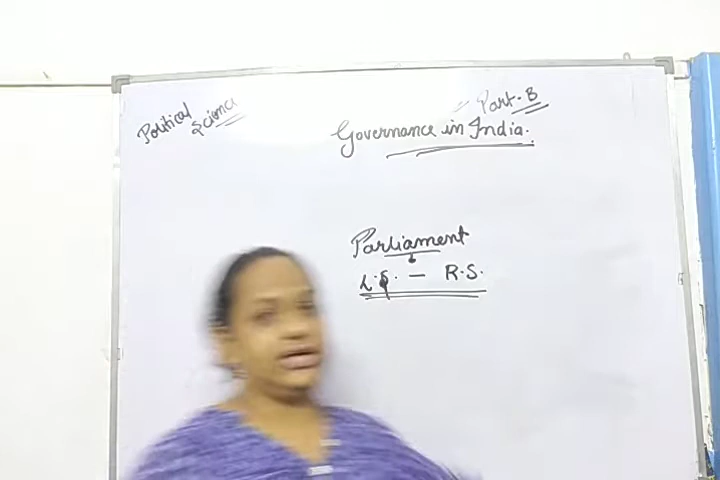 Political Science
Part-B
Governance in India.
Parliament
L.S. — R.S.